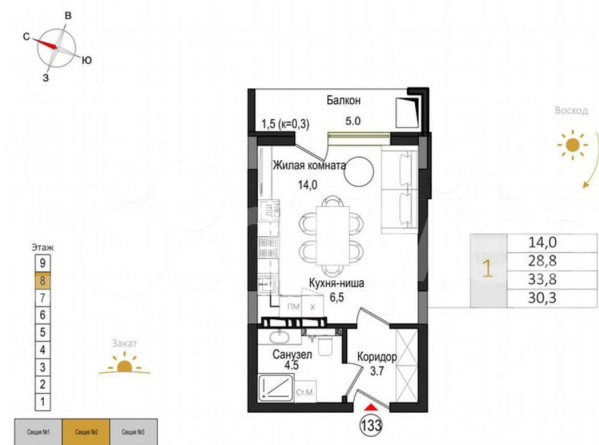 В
С
Ю
З
Балкон
1,5 (к=0,3)
5.0
Восход
Жилая комната
14,0
Кухня-ниша
6,5
ПМ
Х
Санузел
4.5
Ст.М.
Коридор
3.7
133
1
14,0
28,8
33,8
30,3
Этаж
9
8
7
6
5
4
3
2
1
Закат
Секция №1
Секция №2
Секция №3